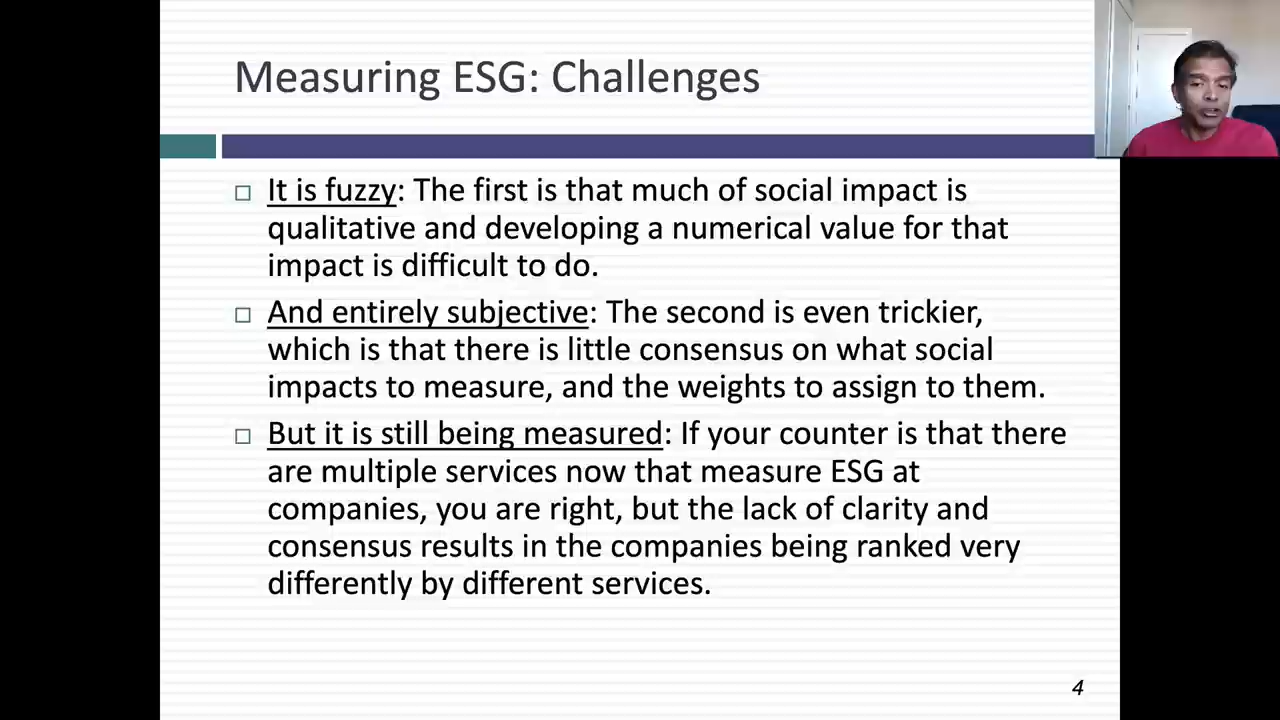 Measuring ESG: Challenges
It is fuzzy: The first is that much of social impact is
qualitative and developing a numerical value for that
impact is difficult to do.
And entirely subjective: The second is even trickier,
which is that there is little consensus on what social
impacts to measure, and the weights to assign to them.
But it is still being measured: If your counter is that there
are multiple services now that measure ESG at
companies, you are right, but the lack of clarity and
consensus results in the companies being ranked very
differently by different services.
4